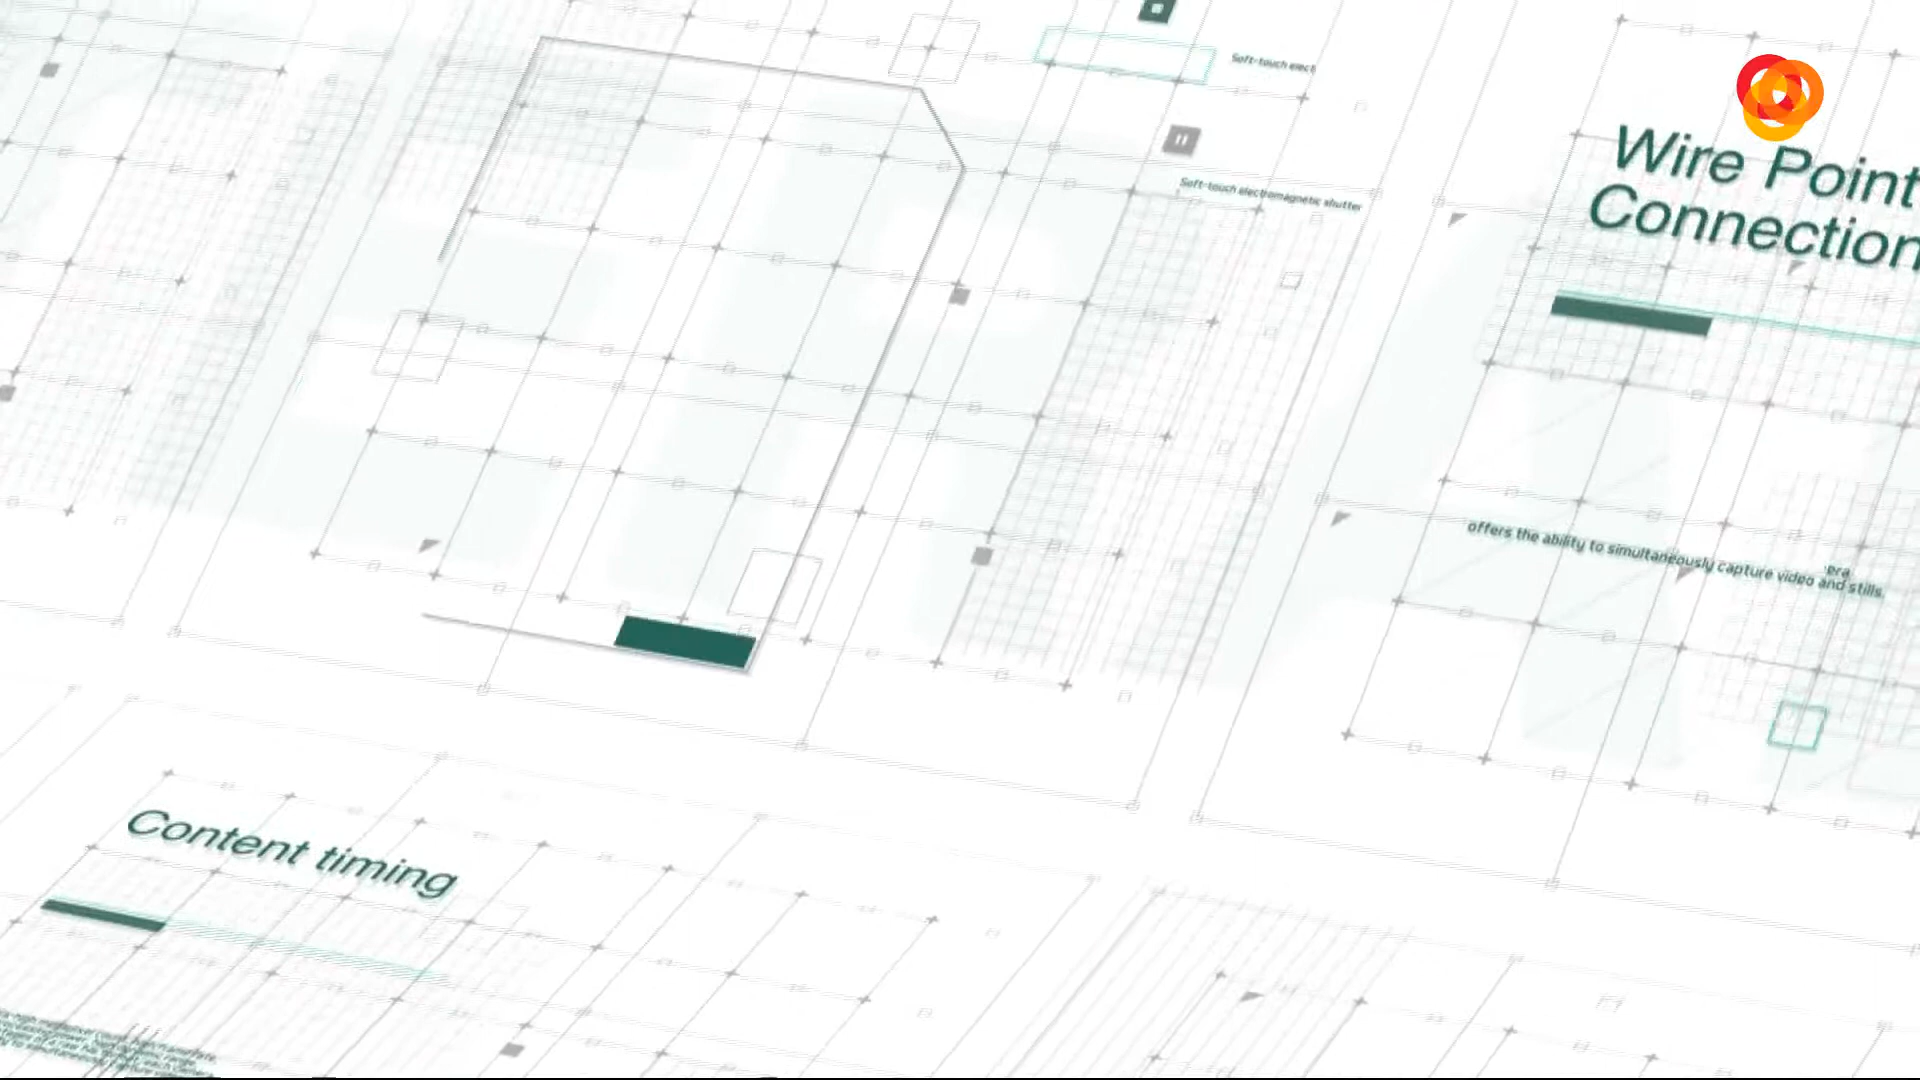 Soft-touch elect
Soft-touch electromagnetic shutter
Wire Point
Connection
offers the ability to simultaneously capture video and stills.
era
Content timing